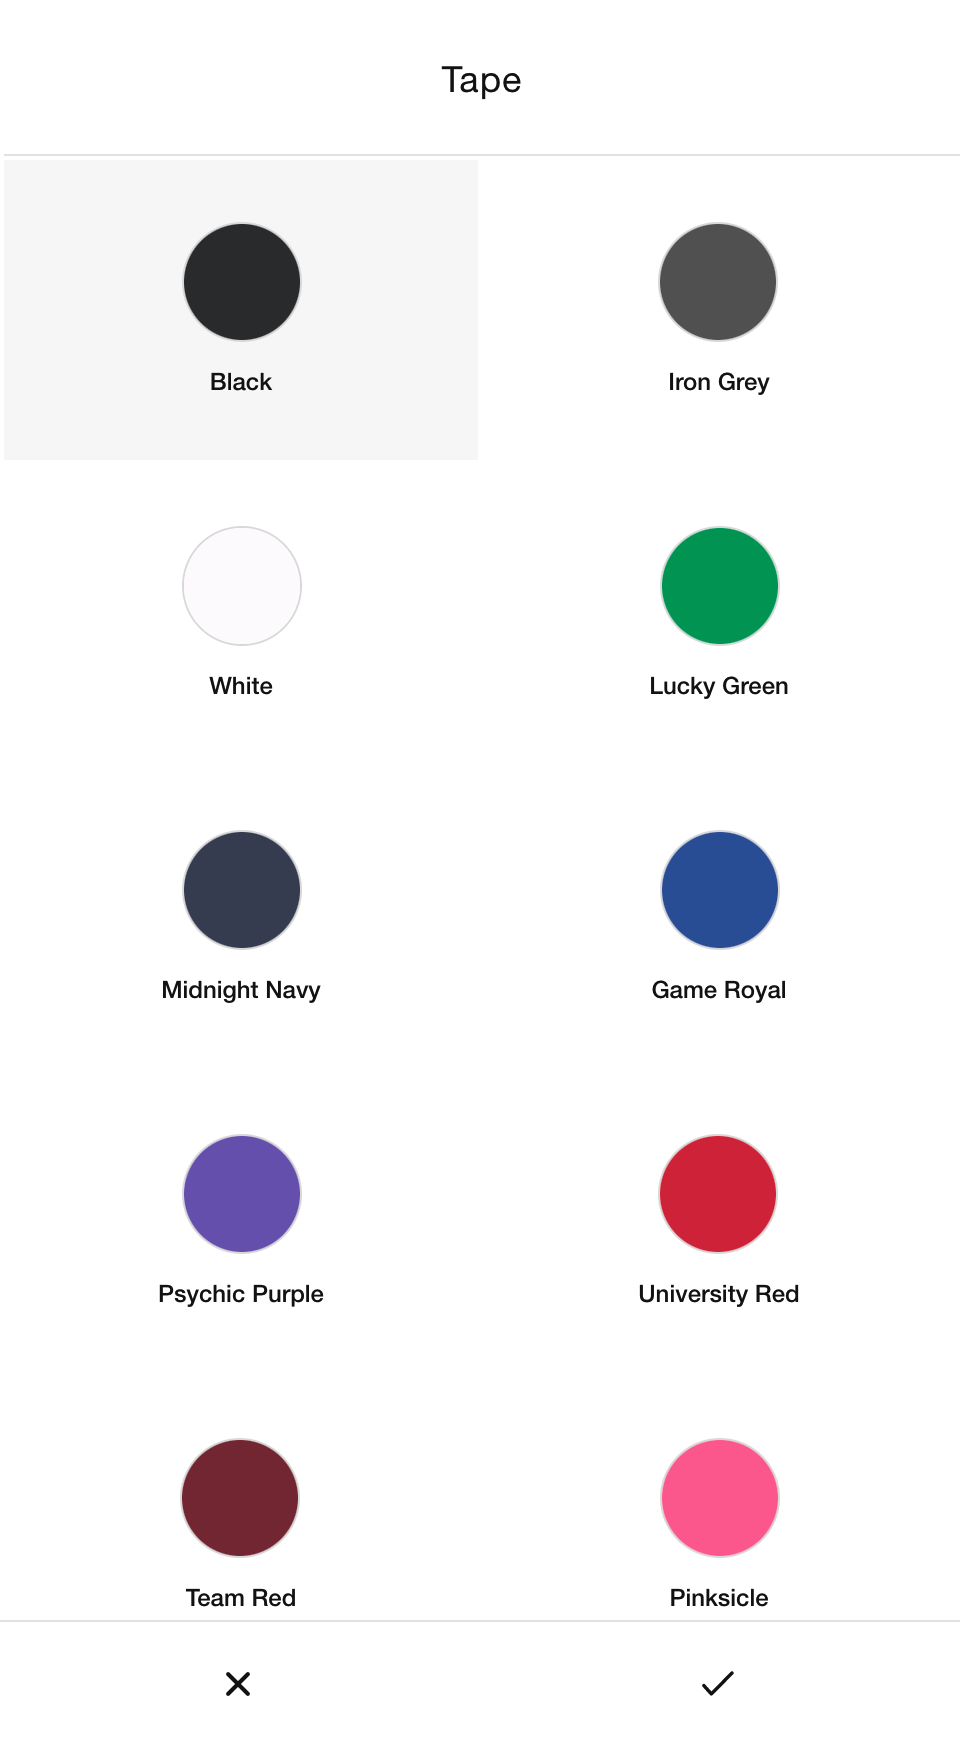 Tape
Black
Iron Grey
White
Lucky Green
Midnight Navy
Game Royal
Psychic Purple
University Red
Team Red
Pinksicle